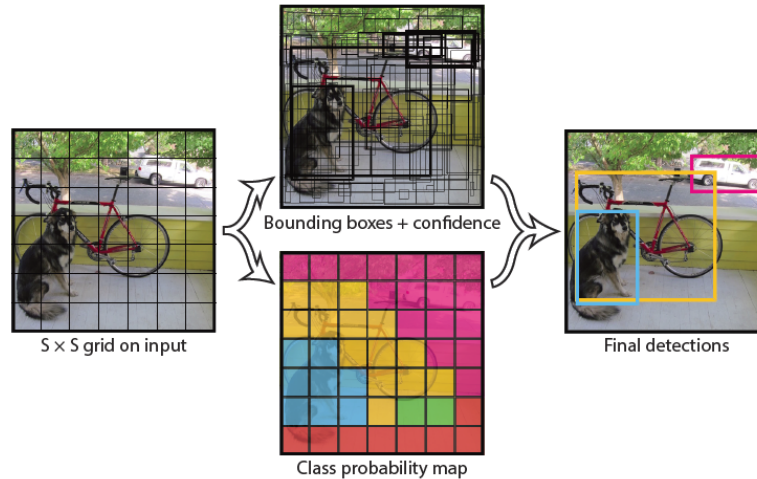 S × S grid on input
Bounding boxes + confidence
Class probability map
Final detections